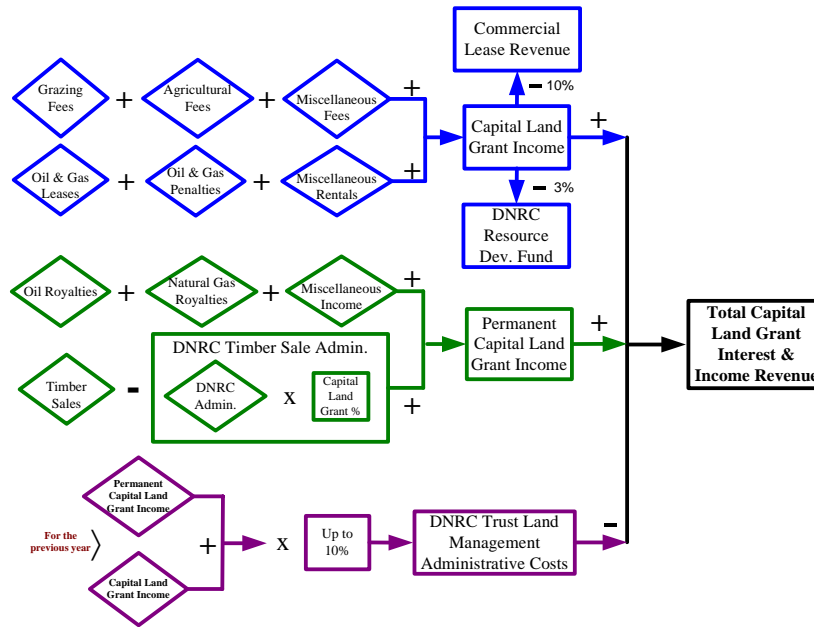 Commercial
Lease Revenue
− 10%
Grazing
Fees
+
Agricultural
Fees
+
Miscellaneous
Fees
+
Capital Land
Grant Income
+
Oil & Gas
Leases
+
Oil & Gas
Penalties
+
Miscellaneous
Rentals
+
− 3%
DNRC
Resource
Dev. Fund
Oil Royalties
+
Natural Gas
Royalties
+
Miscellaneous
Income
+
Permanent
Capital Land
Grant Income
+
Total Capital
Land Grant
Interest &
Income Revenue
Timber
Sales
-
DNRC Timber Sale Admin.
DNRC
Admin.
x
Capital
Land
Grant %
+
For the
previous year
Permanent
Capital Land
Grant Income
+
Capital Land
Grant Income
x
Up to
10%
DNRC Trust Land
Management
Administrative Costs
−